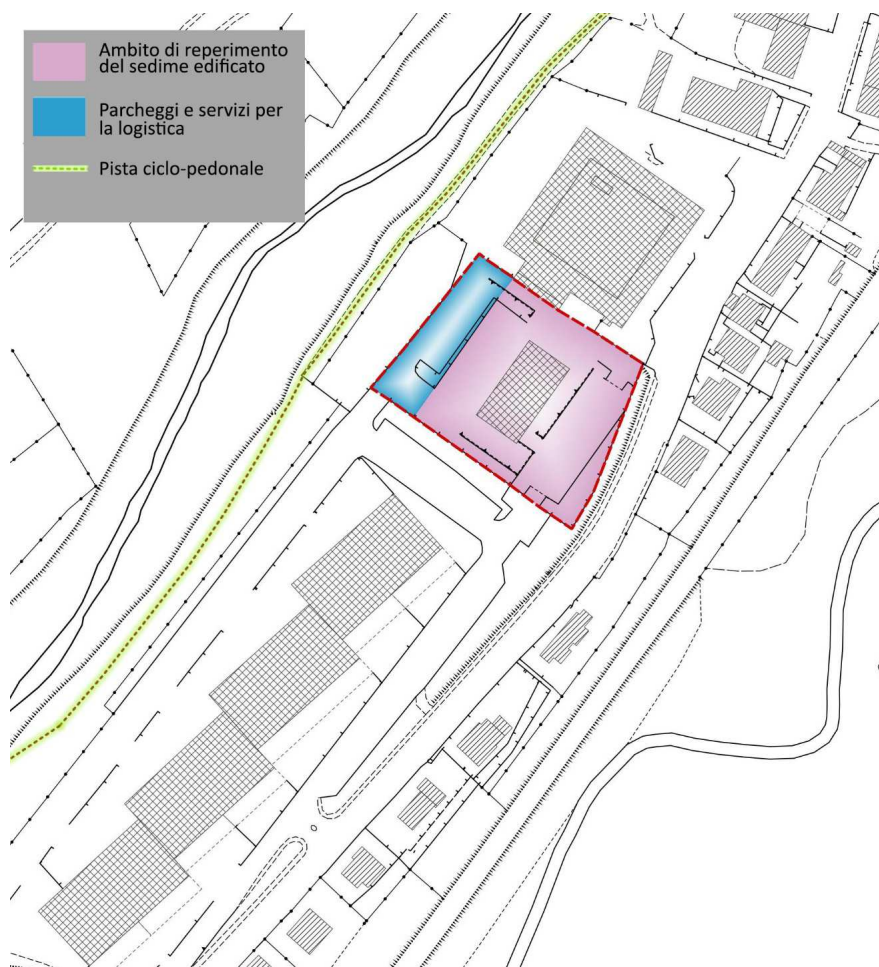 Ambito di reperimento
del sedime edificato
Parcheggi e servizi per
la logistica
Pista ciclo-pedonale